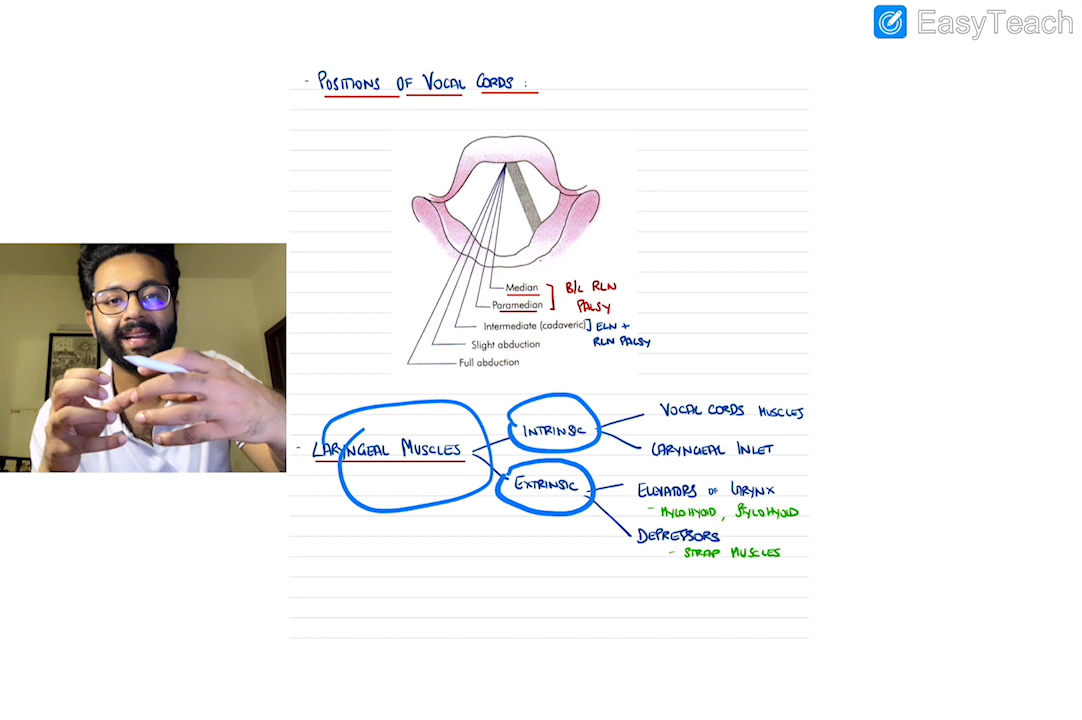 EasyTeach
- POSITIONS OF VOCAL CORDS :
Median
Paramedian
B/L RLN
PALSY
Intermediate (cadaveric)
ELN +
RLN PALSY
Slight abduction
Full abduction
- LARYNGEAL MUSCLES
INTRINSIC
VOCAL CORDS MUSCLES
LARYNGEAL INLET
EXTRINSIC
ELEVATORS OF LARYNX
- MYLOHYOID, STYLOHYOID
DEPRESSORS
- STRAP MUSCLES